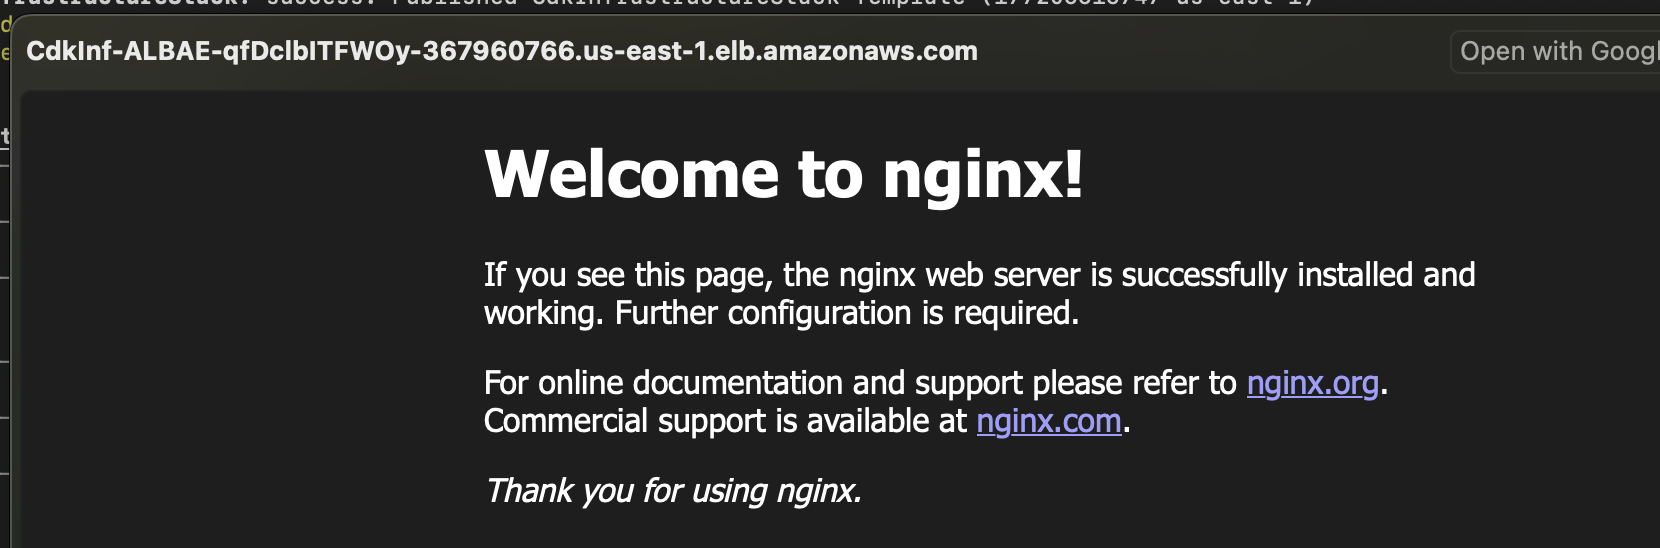 CdkInf-ALBAE-qfDclbITFWOy-367960766.us-east-1.elb.amazonaws.com
Open with Googl
Welcome to nginx!
If you see this page, the nginx web server is successfully installed and
working. Further configuration is required.
For online documentation and support please refer to nginx.org.
Commercial support is available at nginx.com.
Thank you for using nginx.